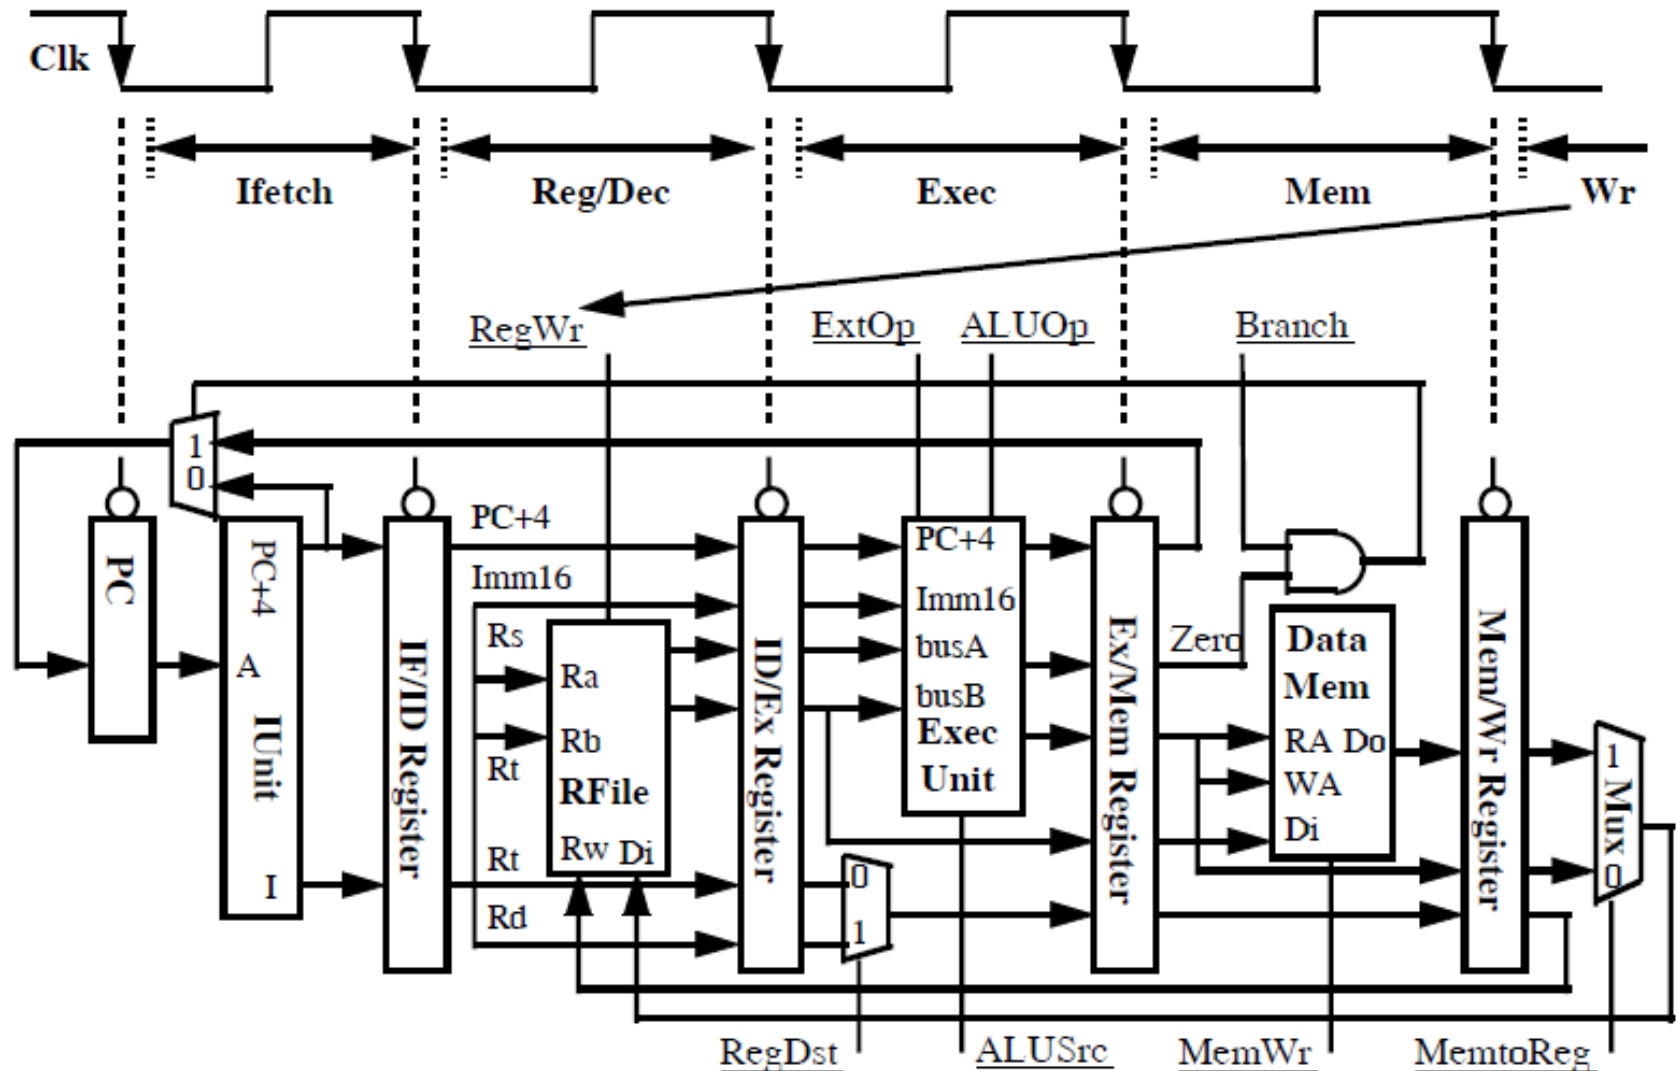 Clk
Ifetch
Reg/Dec
Exec
Mem
Wr
RegWr
ExtOp
ALUOp
Branch
1
0
PC
PC+4
A
IUnit
I
IF/ID Register
PC+4
Imm16
Rs
Rt
Rt
Rd
Ra
Rb
RFile
Rw Di
ID/Ex Register
0
1
PC+4
Imm16
busA
busB
Exec
Unit
Ex/Mem Register
Zero
Data
Mem
RA Do
WA
Di
Mem/Wr Register
1
Mux
0
RegDst
ALUSrc
MemWr
MemtoReg